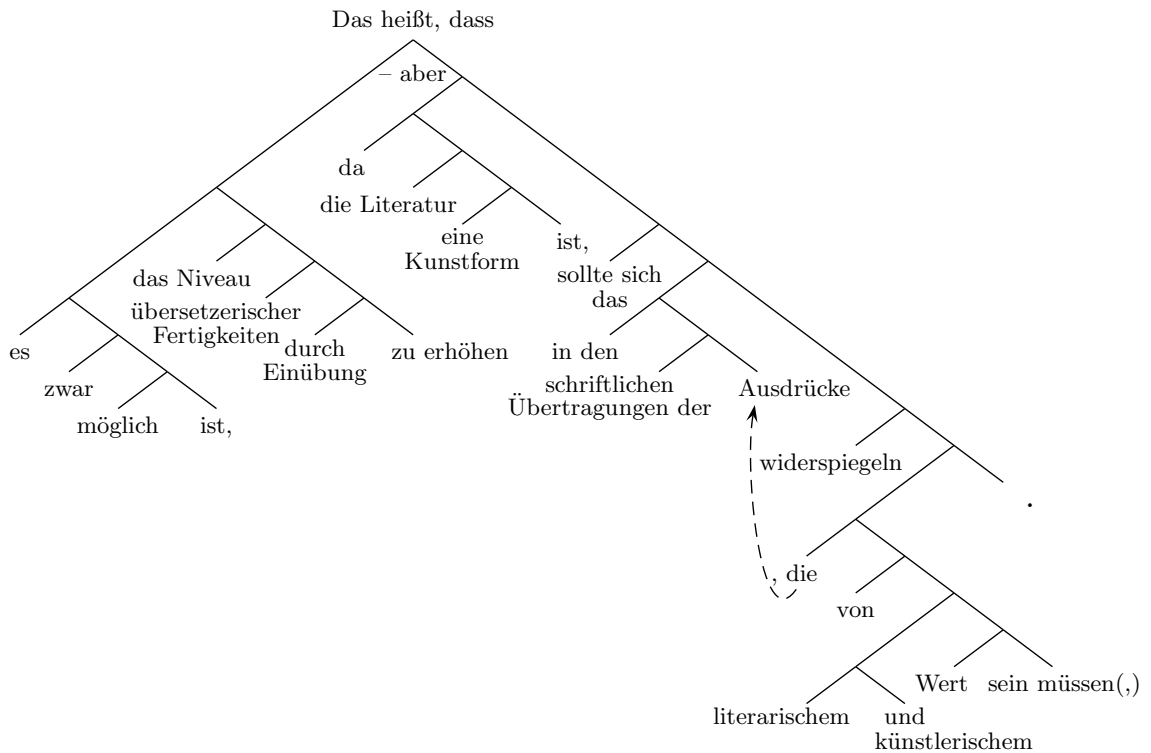 Das heißt, dass
– aber
da
die Literatur
eine
Kunstform
ist,
das Niveau
übersetzerischer
Fertigkeiten
durch
Einübung
zu erhöhen
es
zwar
möglich
ist,
sollte sich
das
in den
schriftlichen
Übertragungen der
Ausdrücke
widerspiegeln
, die
von
literarischem
und
künstlerischem
Wert
sein müssen(,)
.